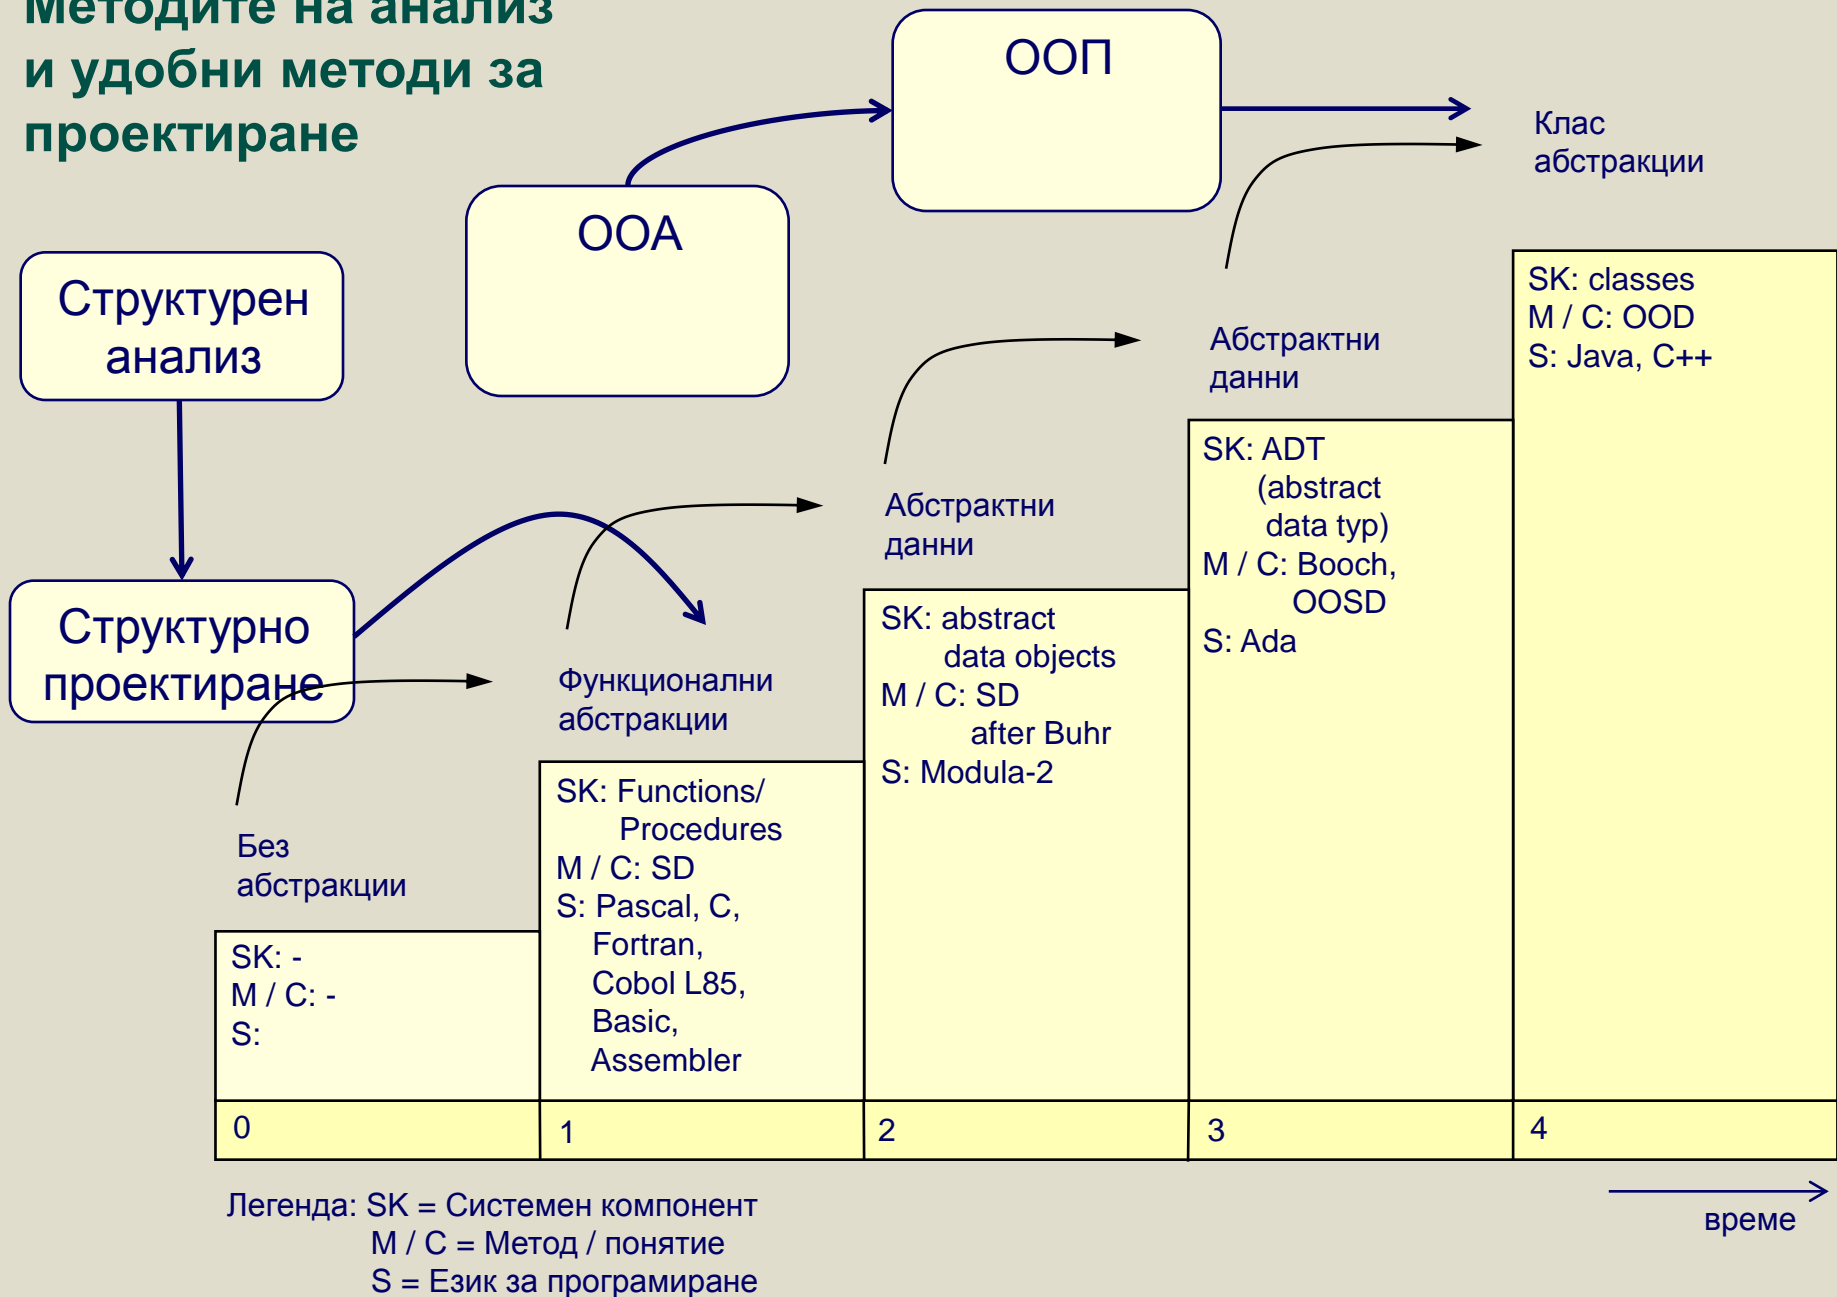 Методите на анализ
и удобни методи за
проектиране
ООП
Клас
абстракции
ООА
Структурен
анализ
SK: classes
M / C: OOD
S: Java, C++
Абстрактни
данни
SK: ADT
(abstract
data typ)
M / C: Booch,
OOSD
S: Ada
Абстрактни
данни
Структурно
проектиране
SK: abstract
data objects
M / C: SD
after Buhr
S: Modula-2
Функционални
абстракции
SK: Functions/
Procedures
M / C: SD
S: Pascal, C,
Fortran,
Cobol L85,
Basic,
Assembler
Без
абстракции
SK: -
M / C: -
S:
0
1
2
3
4
Легенда: SK = Системен компонент
M / C = Метод / понятие
S = Език за програмиране
време